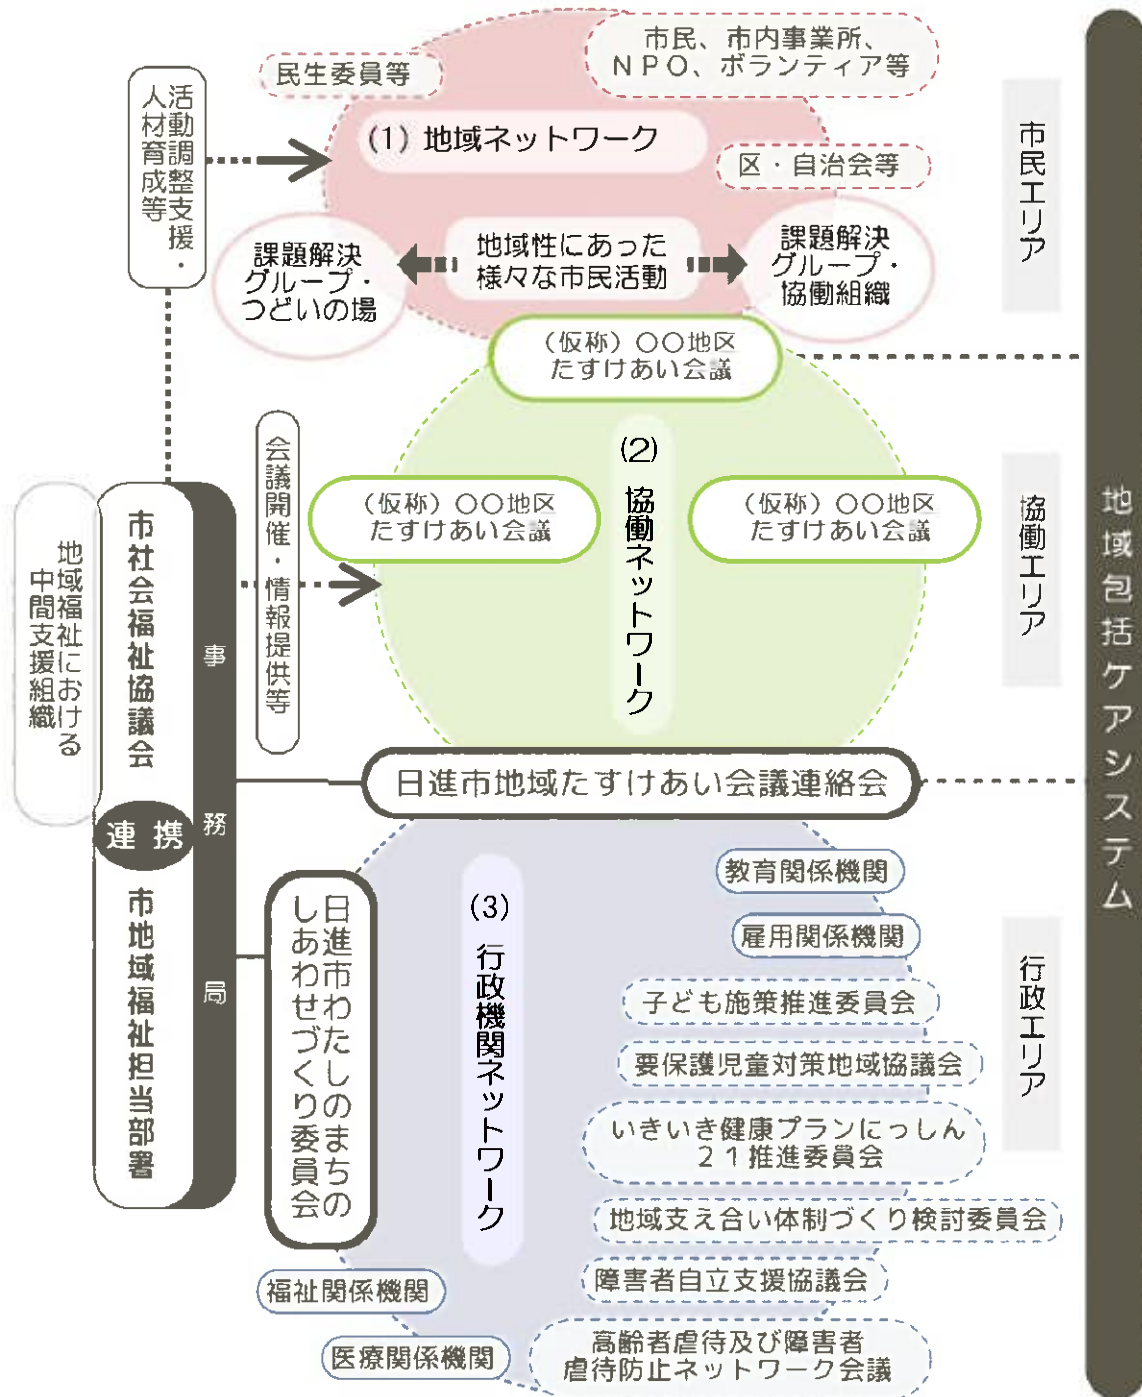 市民、市内事業所、
ＮＰＯ、ボランティア等
民生委員等
(1) 地域ネットワーク
区・自治会等
活動調整支援・
人材育成等
地域性にあった
様々な市民活動
課題解決
グループ・
つどいの場
課題解決
グループ・
協働組織
市民エリア
（仮称）〇〇地区
たすけあい会議
(2) 協働ネットワーク
（仮称）〇〇地区
たすけあい会議
（仮称）〇〇地区
たすけあい会議
会議開催・情報提供等
協働エリア
地域包括ケアシステム
地域福祉における
中間支援組織
市社会福祉協議会
連携
市地域福祉担当部署
事務局
日進市地域たすけあい会議連絡会
日進市わたしのまちの
しあわせづくり委員会
(3) 行政機関ネットワーク
教育関係機関
雇用関係機関
子ども施策推進委員会
要保護児童対策地域協議会
いきいき健康プランにっしん
２１推進委員会
地域支え合い体制づくり検討委員会
障害者自立支援協議会
高齢者虐待及び障害者
虐待防止ネットワーク会議
福祉関係機関
医療関係機関
行政エリア